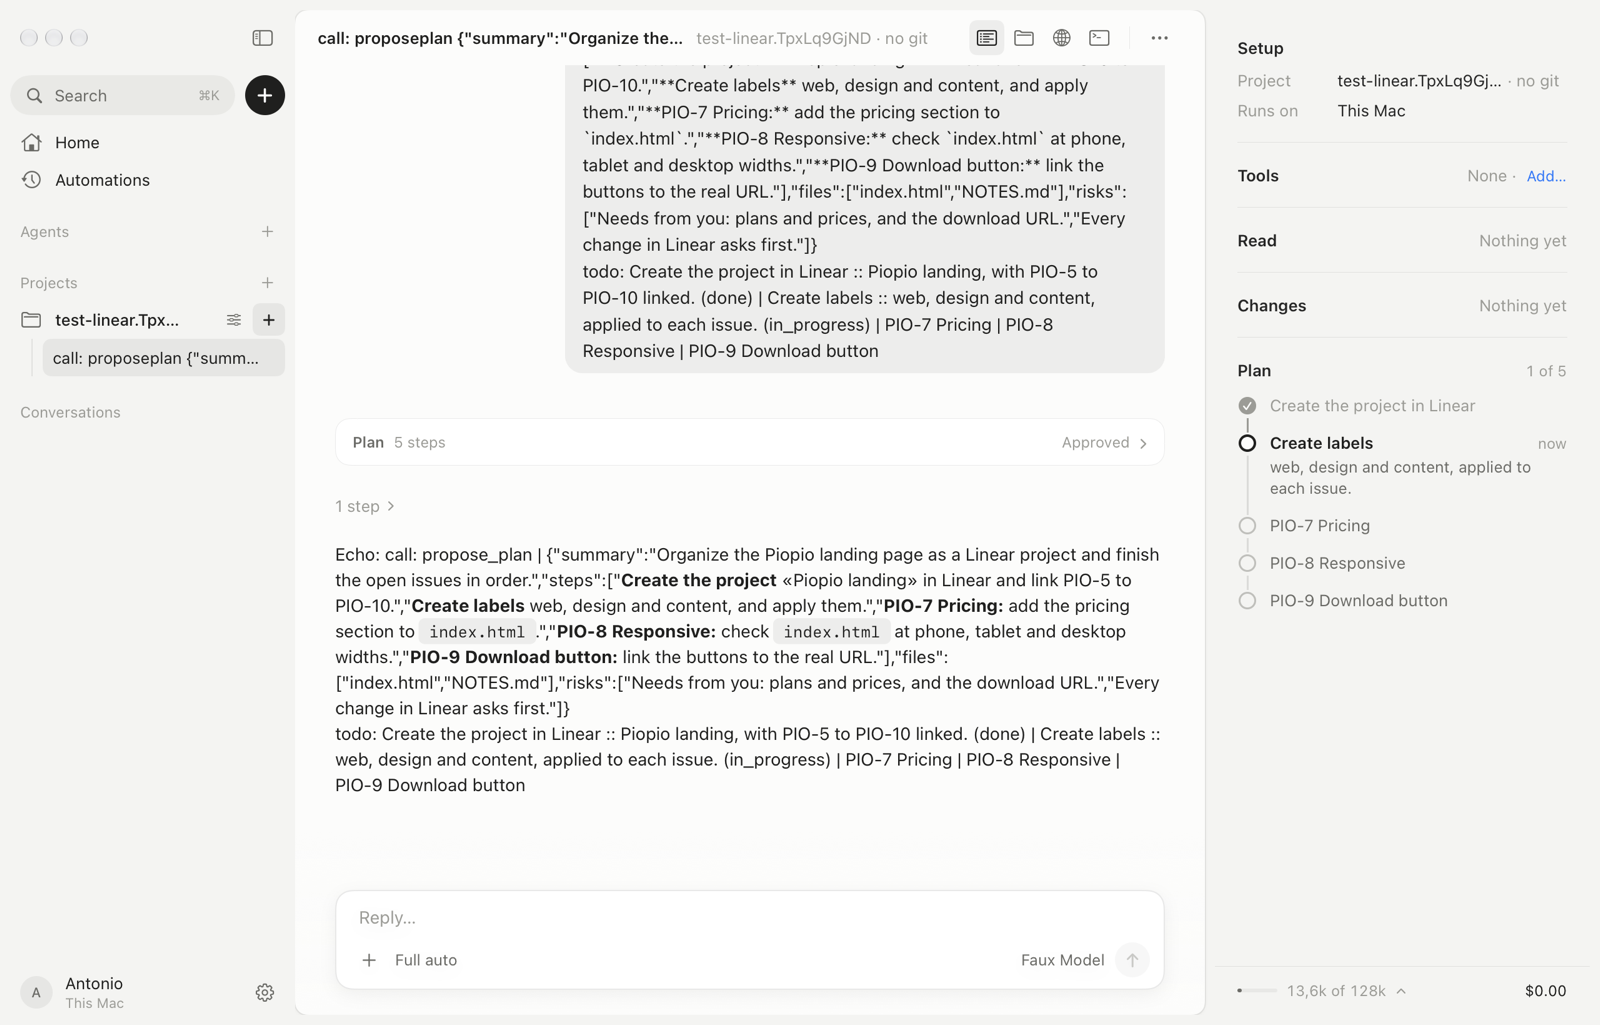 call: proposeplan {"summary":"Organize the...
test-linear.TpxLq9GjND · no git
Search
⌘K
Home
Automations
Agents
Projects
test-linear.Tpx...
call: proposeplan {"summ...
Conversations
Antonio
A
This Mac
PIO-10.","**Create labels** web, design and content, and apply
them.","**PIO-7 Pricing:** add the pricing section to
`index.html`.","**PIO-8 Responsive:** check `index.html` at phone,
tablet and desktop widths.","**PIO-9 Download button:** link the
buttons to the real URL."],"files":["index.html","NOTES.md"],"risks":
["Needs from you: plans and prices, and the download URL.","Every
change in Linear asks first."]}
todo: Create the project in Linear :: Piopio landing, with PIO-5 to
PIO-10 linked. (done) | Create labels :: web, design and content,
applied to each issue. (in_progress) | PIO-7 Pricing | PIO-8
Responsive | PIO-9 Download button
Plan 5 steps
Approved
1 step
Echo: call: propose_plan | {"summary":"Organize the Piopio landing page as a Linear project and finish
the open issues in order.","steps":["Create the project «Piopio landing» in Linear and link PIO-5 to
PIO-10.","Create labels web, design and content, and apply them.","PIO-7 Pricing: add the pricing
section to index.html .","PIO-8 Responsive: check index.html at phone, tablet and desktop
widths.","PIO-9 Download button: link the buttons to the real URL."],"files":
["index.html","NOTES.md"],"risks":["Needs from you: plans and prices, and the download URL.","Every
change in Linear asks first."]}
todo: Create the project in Linear :: Piopio landing, with PIO-5 to PIO-10 linked. (done) | Create labels ::
web, design and content, applied to each issue. (in_progress) | PIO-7 Pricing | PIO-8 Responsive |
PIO-9 Download button
Reply...
Full auto
Faux Model
Setup
Project test-linear.TpxLq9Gj... · no git
Runs on This Mac
Tools None · Add...
Read Nothing yet
Changes Nothing yet
Plan 1 of 5
Create the project in Linear
Create labels now
web, design and content, applied to
each issue.
PIO-7 Pricing
PIO-8 Responsive
PIO-9 Download button
13,6k of 128k
$0.00